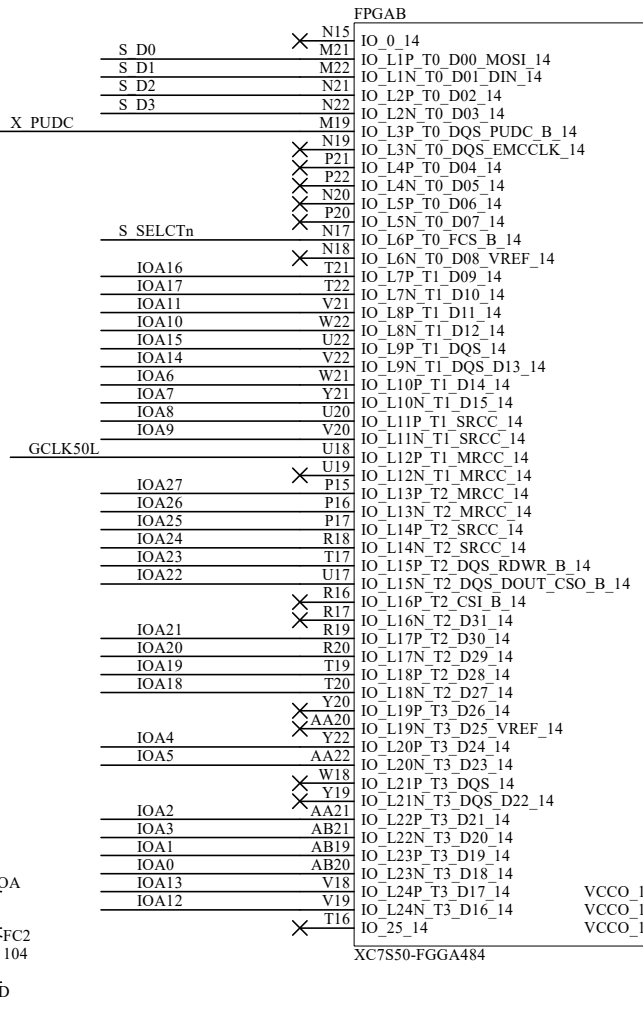 FPGAB
N15 IO_0_14
S_D0 M21 IO_L1P_T0_D00_MOSI_14
S_D1 M22 IO_L1N_T0_D01_DIN_14
S_D2 N21 IO_L2P_T0_D02_14
S_D3 N22 IO_L2N_T0_D03_14
X_PUDC M19 IO_L3P_T0_DQS_PUDC_B_14
N19 IO_L3N_T0_DQS_EMCCLK_14
P21 IO_L4P_T0_D04_14
P22 IO_L4N_T0_D05_14
N20 IO_L5P_T0_D06_14
P20 IO_L5N_T0_D07_14
S_SELCTn N17 IO_L6P_T0_FCS_B_14
N18 IO_L6N_T0_D08_VREF_14
IOA16 T21 IO_L7P_T1_D09_14
IOA17 T22 IO_L7N_T1_D10_14
IOA11 V21 IO_L8P_T1_D11_14
IOA10 W22 IO_L8N_T1_D12_14
IOA15 U22 IO_L9P_T1_DQS_14
IOA14 V22 IO_L9N_T1_DQS_D13_14
IOA6 W21 IO_L10P_T1_D14_14
IOA7 Y21 IO_L10N_T1_D15_14
IOA8 U20 IO_L11P_T1_SRCC_14
IOA9 V20 IO_L11N_T1_SRCC_14
GCLK50L U18 IO_L12P_T1_MRCC_14
U19 IO_L12N_T1_MRCC_14
IOA27 P15 IO_L13P_T2_MRCC_14
IOA26 P16 IO_L13N_T2_MRCC_14
IOA25 P17 IO_L14P_T2_SRCC_14
IOA24 R18 IO_L14N_T2_SRCC_14
IOA23 T17 IO_L15P_T2_DQS_RDWR_B_14
IOA22 U17 IO_L15N_T2_DQS_DOUT_CSO_B_14
R16 IO_L16P_T2_CSI_B_14
R17 IO_L16N_T2_D31_14
IOA21 R19 IO_L17P_T2_D30_14
IOA20 R20 IO_L17N_T2_D29_14
IOA19 T19 IO_L18P_T2_D28_14
IOA18 T20 IO_L18N_T2_D27_14
Y20 IO_L19P_T3_D26_14
AA20 IO_L19N_T3_D25_VREF_14
IOA4 Y22 IO_L20P_T3_D24_14
IOA5 AA22 IO_L20N_T3_D23_14
W18 IO_L21P_T3_DQS_14
Y19 IO_L21N_T3_DQS_D22_14
IOA2 AA21 IO_L22P_T3_D21_14
IOA3 AB21 IO_L22N_T3_D20_14
IOA1 AB19 IO_L23P_T3_D19_14
IOA0 AB20 IO_L23N_T3_D18_14
IOA13 V18 IO_L24P_T3_D17_14 VCCO_1
IOA12 V19 IO_L24N_T3_D16_14 VCCO_1
T16 IO_25_14 VCCO_1
FC2
104
XC7S50-FGGA484